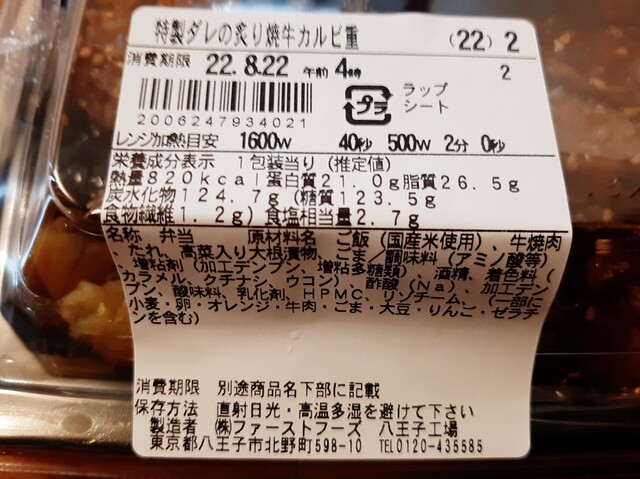 特製ダレの炙り焼牛カルビ重 (22) 2
消費期限 22.8.22 午前 4時 2
プラ ラップ
シート
2006247934021
レンジ加熱目安 1600W 40秒 500W 2分 0秒
栄養成分表示 1包装当り (推定値)
熱量820kcal 蛋白質21.0g脂質26.5g
炭水化物124.7g (糖質123.5g
食物繊維1.2g) 食塩相当量2.7g
名称 弁当 原材料名 ご飯(国産米使用)、牛焼肉
、たれ、高菜入り大根漬物、ごま/調味料(アミノ酸等)
、増粘剤(加工デンプン、増粘多糖類)、酒精、着色料(
カラメル、クチナシ、ウコン)、酢酸(Na)、加工デン
プン、酸味料、乳化剤、HPMC、リゾチーム、(一部に
小麦・卵・オレンジ・牛肉・ごま・大豆・りんご・ゼラチ
ンを含む)
消費期限 別途商品名下部に記載
保存方法 直射日光・高温多湿を避けて下さい
製造者 (株)ファーストフーズ 八王子工場
東京都八王子市北野町598-10 TEL0120-435585